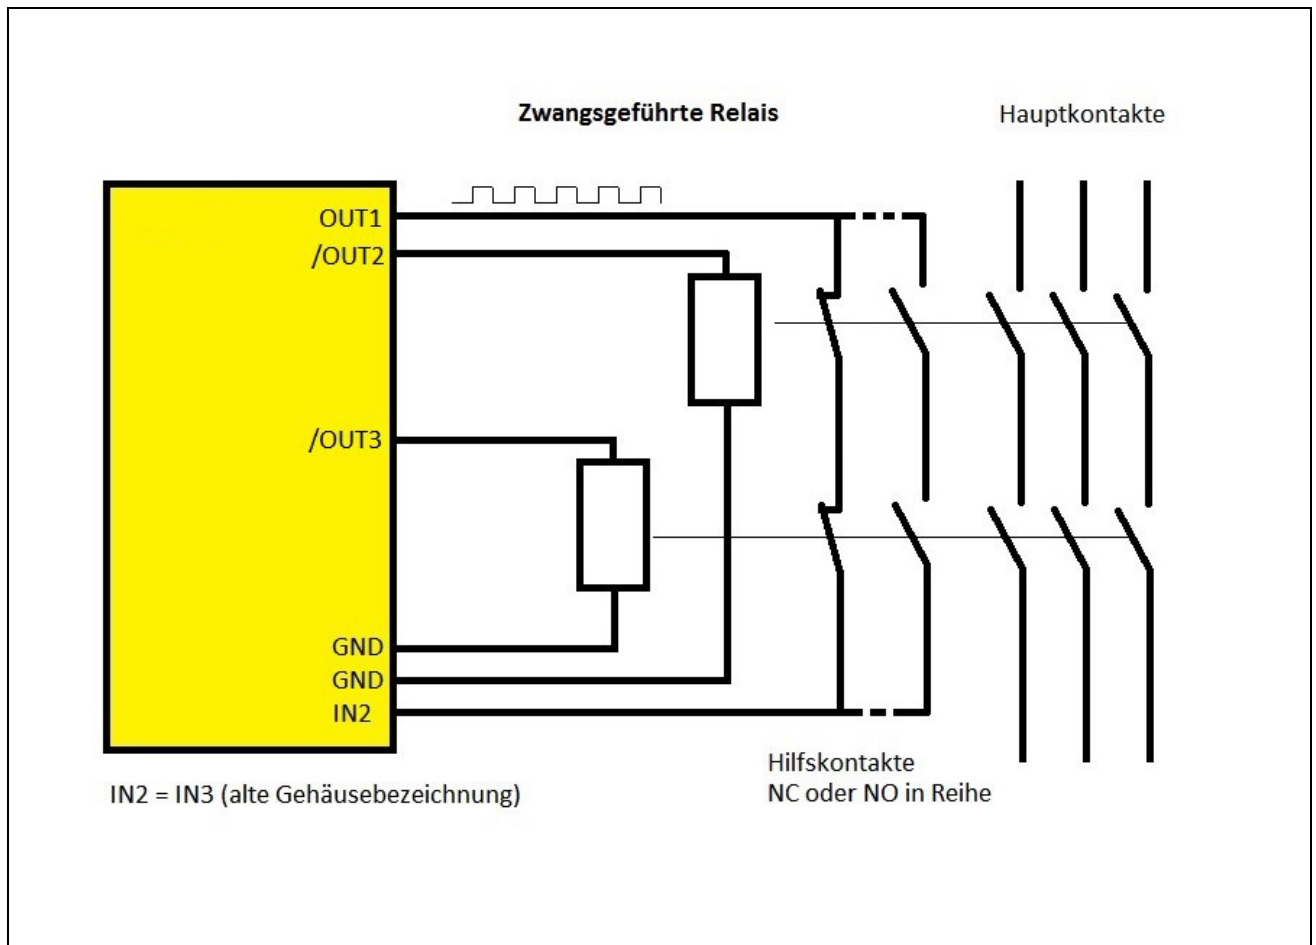 Zwangsgeführte Relais
Hauptkontakte
OUT1
/OUT2
/OUT3
GND
GND
IN2
Hilfskontakte
NC oder NO in Reihe
IN2 = IN3 (alte Gehäusebezeichnung)